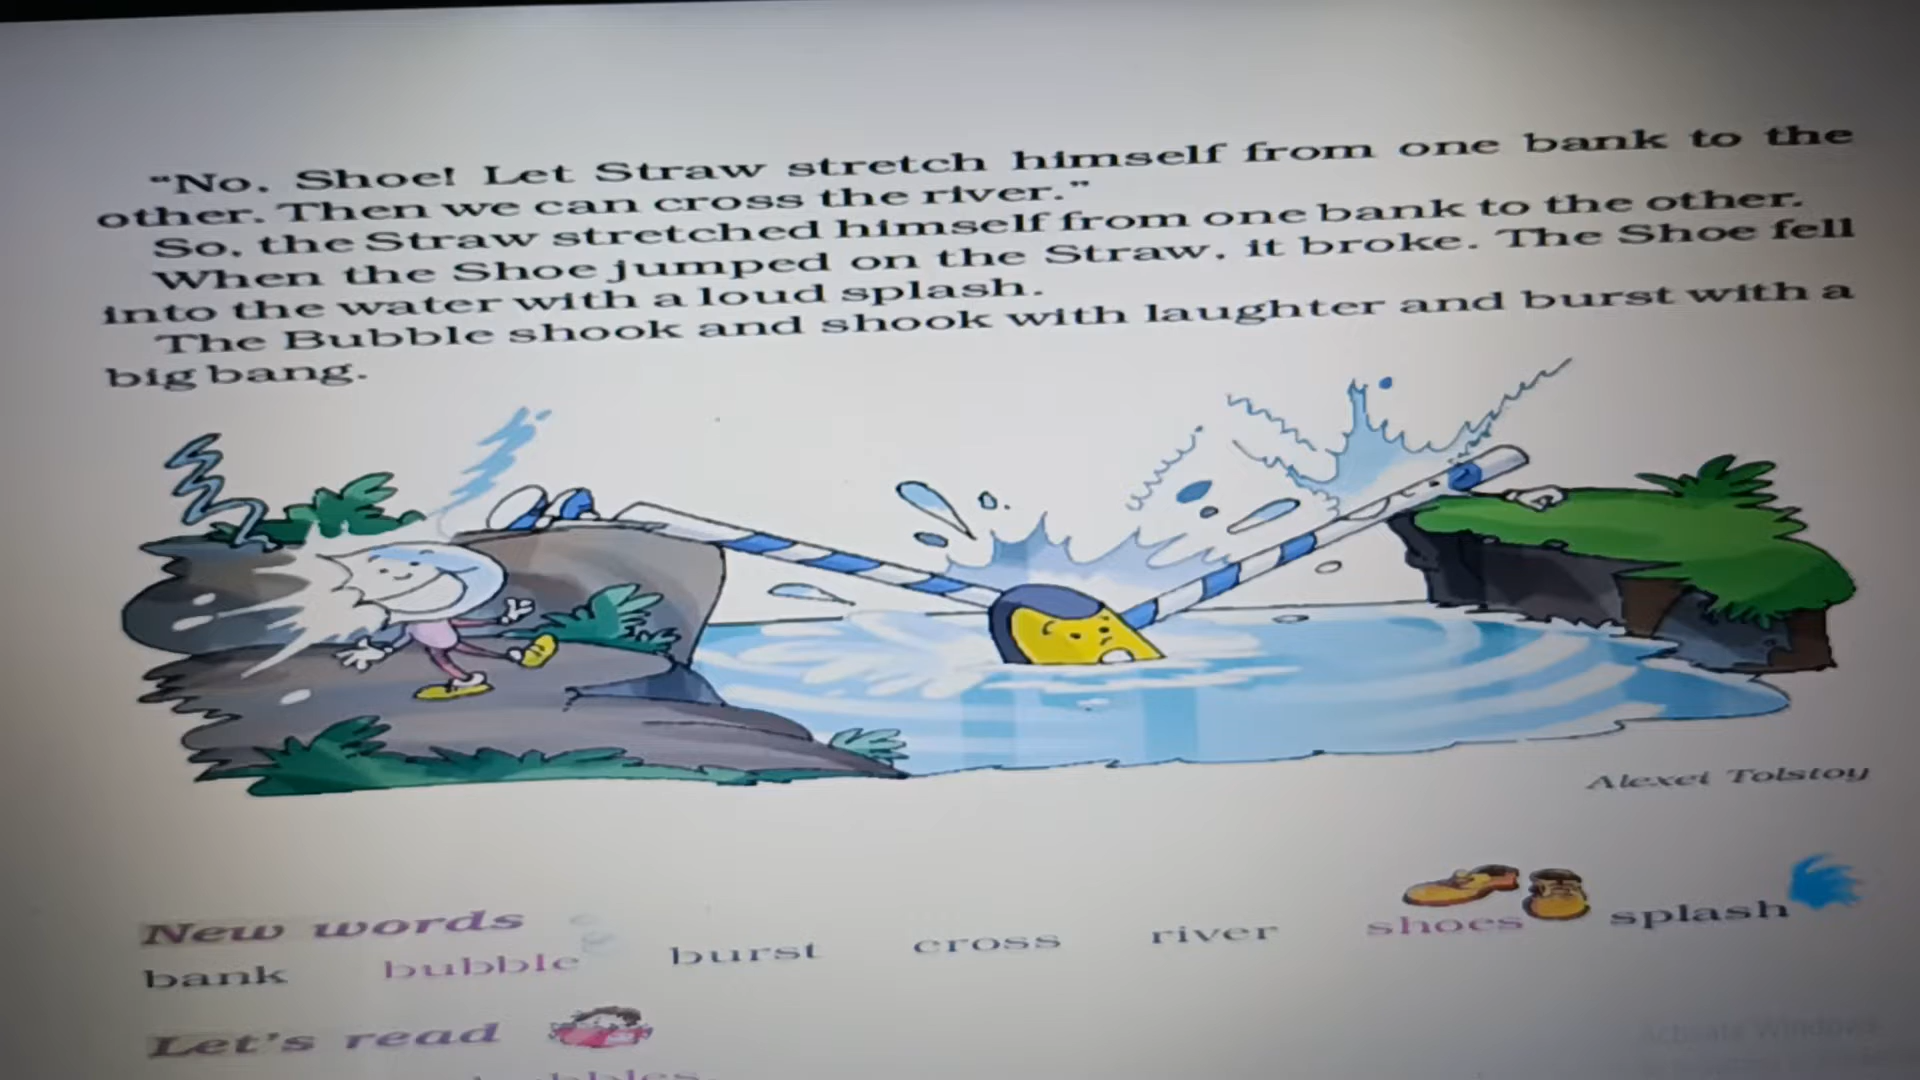 "No, Shoe! Let Straw stretch himself from one bank to the
other. Then we can cross the river."
So, the Straw stretched himself from one bank to the other.
When the Shoe jumped on the Straw, it broke. The Shoe fell
into the water with a loud splash.
The Bubble shook and shook with laughter and burst with a
big bang.
Alexei Tolstoy
New words
bank bubble burst cross river shoes splash
Let's read
Activate Windows